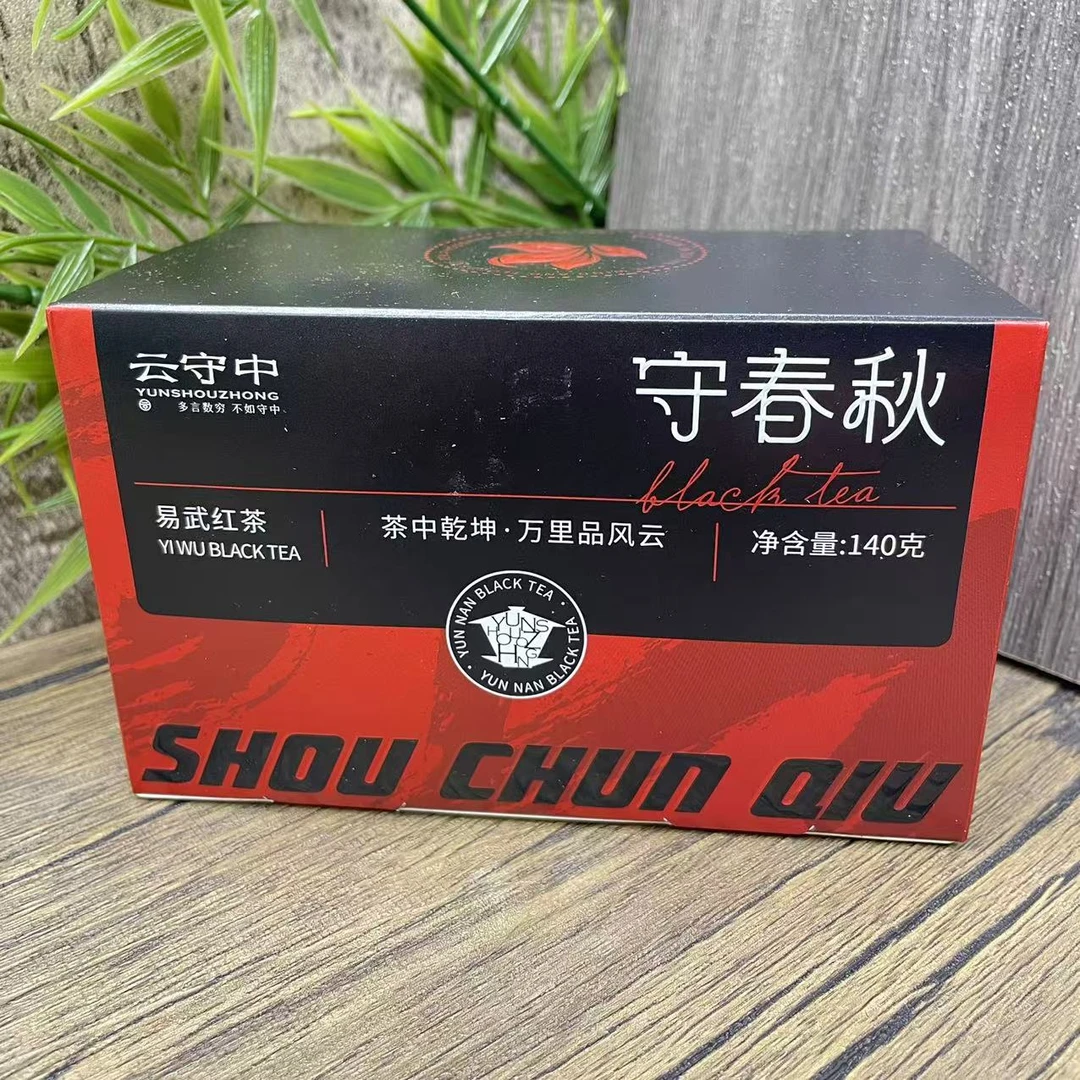 云守中
YUNSHOUZHONG
多言数穷 不如守中
守春秋
black tea
易武红茶
YI WU BLACK TEA
茶中乾坤·万里品风云
净含量:140克
YUN NAN BLACK TEA
YUN NAN BLACK TEA
SHOU CHUN QIU